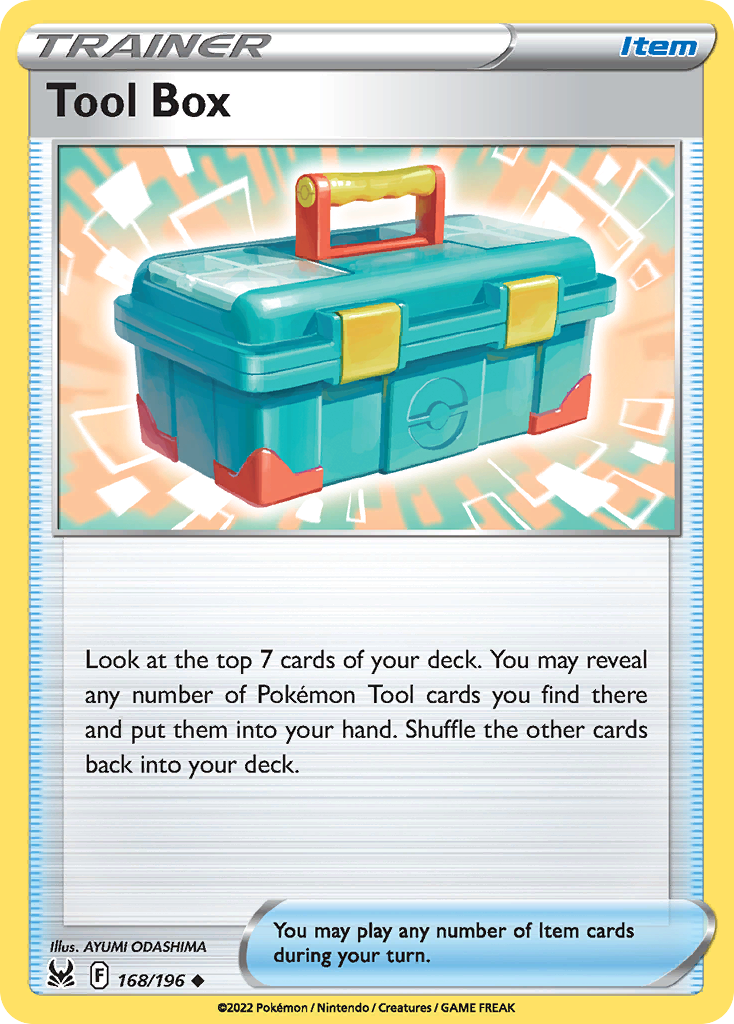 TRAINER
Item
Tool Box
Look at the top 7 cards of your deck. You may reveal
any number of Pokémon Tool cards you find there
and put them into your hand. Shuffle the other cards
back into your deck.
You may play any number of Item cards
during your turn.
Illus. AYUMI ODASHIMA
F 168/196
©2022 Pokémon / Nintendo / Creatures / GAME FREAK